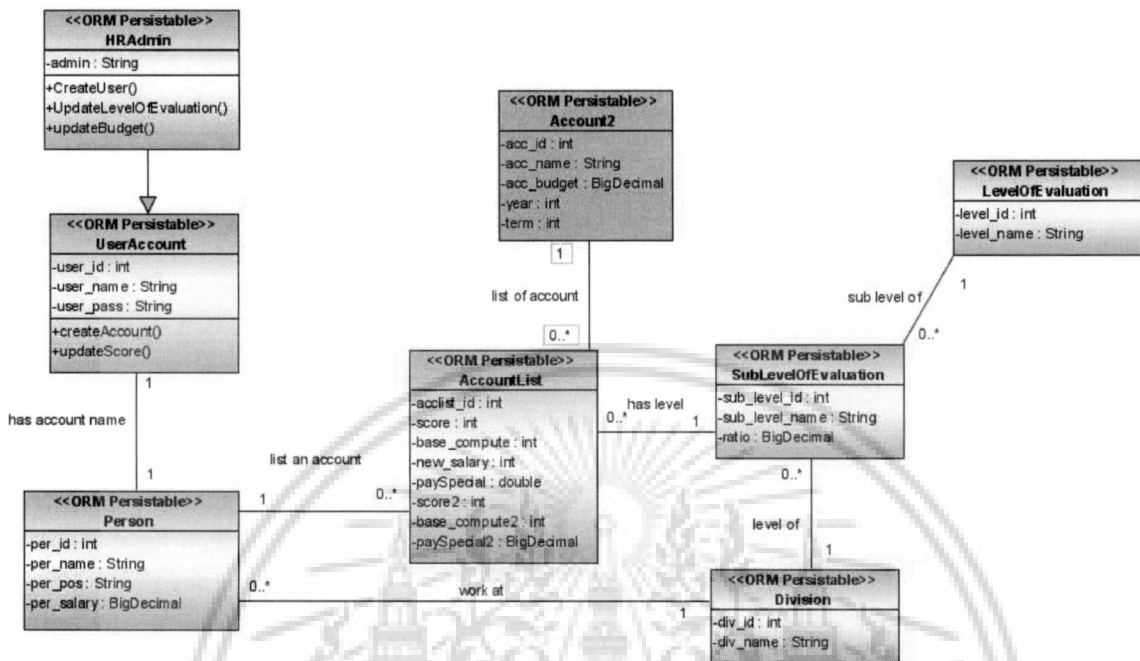 <<ORM Persistable>>
HRAdmin
-admin : String
+CreateUser()
+UpdateLevelOfEvaluation()
+updateBudget()
<<ORM Persistable>>
Account2
-acc_id : int
-acc_name : String
-acc_budget : BigDecimal
-year : int
-term : int
<<ORM Persistable>>
LevelOfEvaluation
-level_id : int
-level_name : String
<<ORM Persistable>>
UserAccount
-user_id : int
-user_name : String
-user_pass : String
+createAccount()
+updateScore()
1
list of account
0..*
1
sub level of
0..*
1
has account name
1
<<ORM Persistable>>
AccountList
-acclist_id : int
-score : int
-base_compute : int
-new_salary : int
-paySpecial : double
-score2 : int
-base_compute2 : int
-paySpecial2 : BigDecimal
has level
0..*
1
<<ORM Persistable>>
SubLevelOfEvaluation
-sub_level_id : int
-sub_level_name : String
-ratio : BigDecimal
list an account
1
0..*
0..*
level of
1
<<ORM Persistable>>
Person
-per_id : int
-per_name : String
-per_pos : String
-per_salary : BigDecimal
0..*
work at
1
<<ORM Persistable>>
Division
-div_id : int
-div_name : String